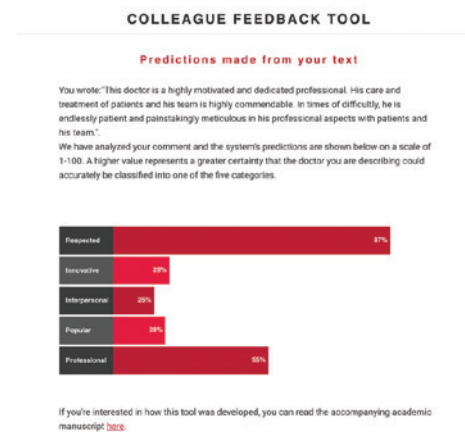 COLLEAGUE FEEDBACK TOOL
Predictions made from your text
You wrote:"This doctor is a highly motivated and dedicated professional. His care and
treatment of patients and his team is highly commendable. In times of difficultly, he is
endlessly patient and painstakingly meticulous in his professional aspects with patients and
his team.".
We have analyzed your comment and the system's predictions are shown below on a scale of
1-100. A higher value represents a greater certainty that the doctor you are describing could
accurately be classified into one of the five categories.
Respected 87%
Innovative 29%
Interpersonal 25%
Popular 28%
Professional 55%
If you're interested in how this tool was developed, you can read the accompanying academic
manuscript here.